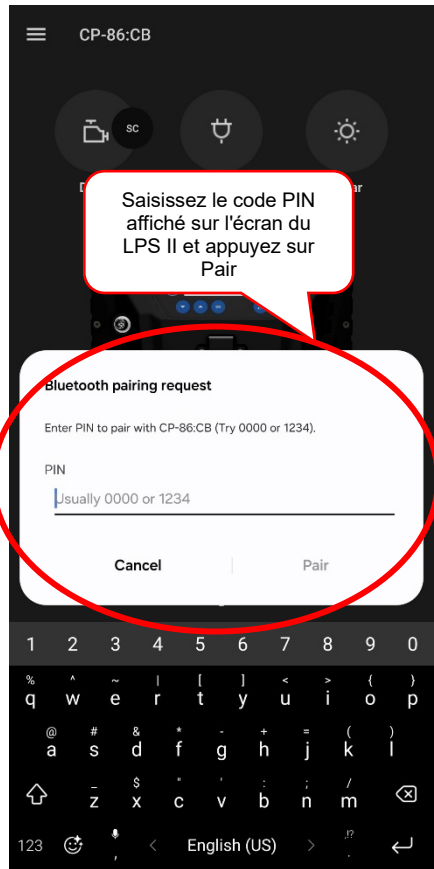 CP-86:CB
SC
Saisissez le code PIN
affiché sur l'écran du
LPS II et appuyez sur
Pair
Bluetooth pairing request
Enter PIN to pair with CP-86:CB (Try 0000 or 1234).
PIN
Usually 0000 or 1234
Cancel
Pair
1 2 3 4 5 6 7 8 9 0
% ^ ~ | [ ] < > { }
q w e r t y u i o p
@ # & * - + = ( )
a s d f g h j k l
_ $ " ' : ; /
z x c v b n m
123 , < English (US) > ,!? .